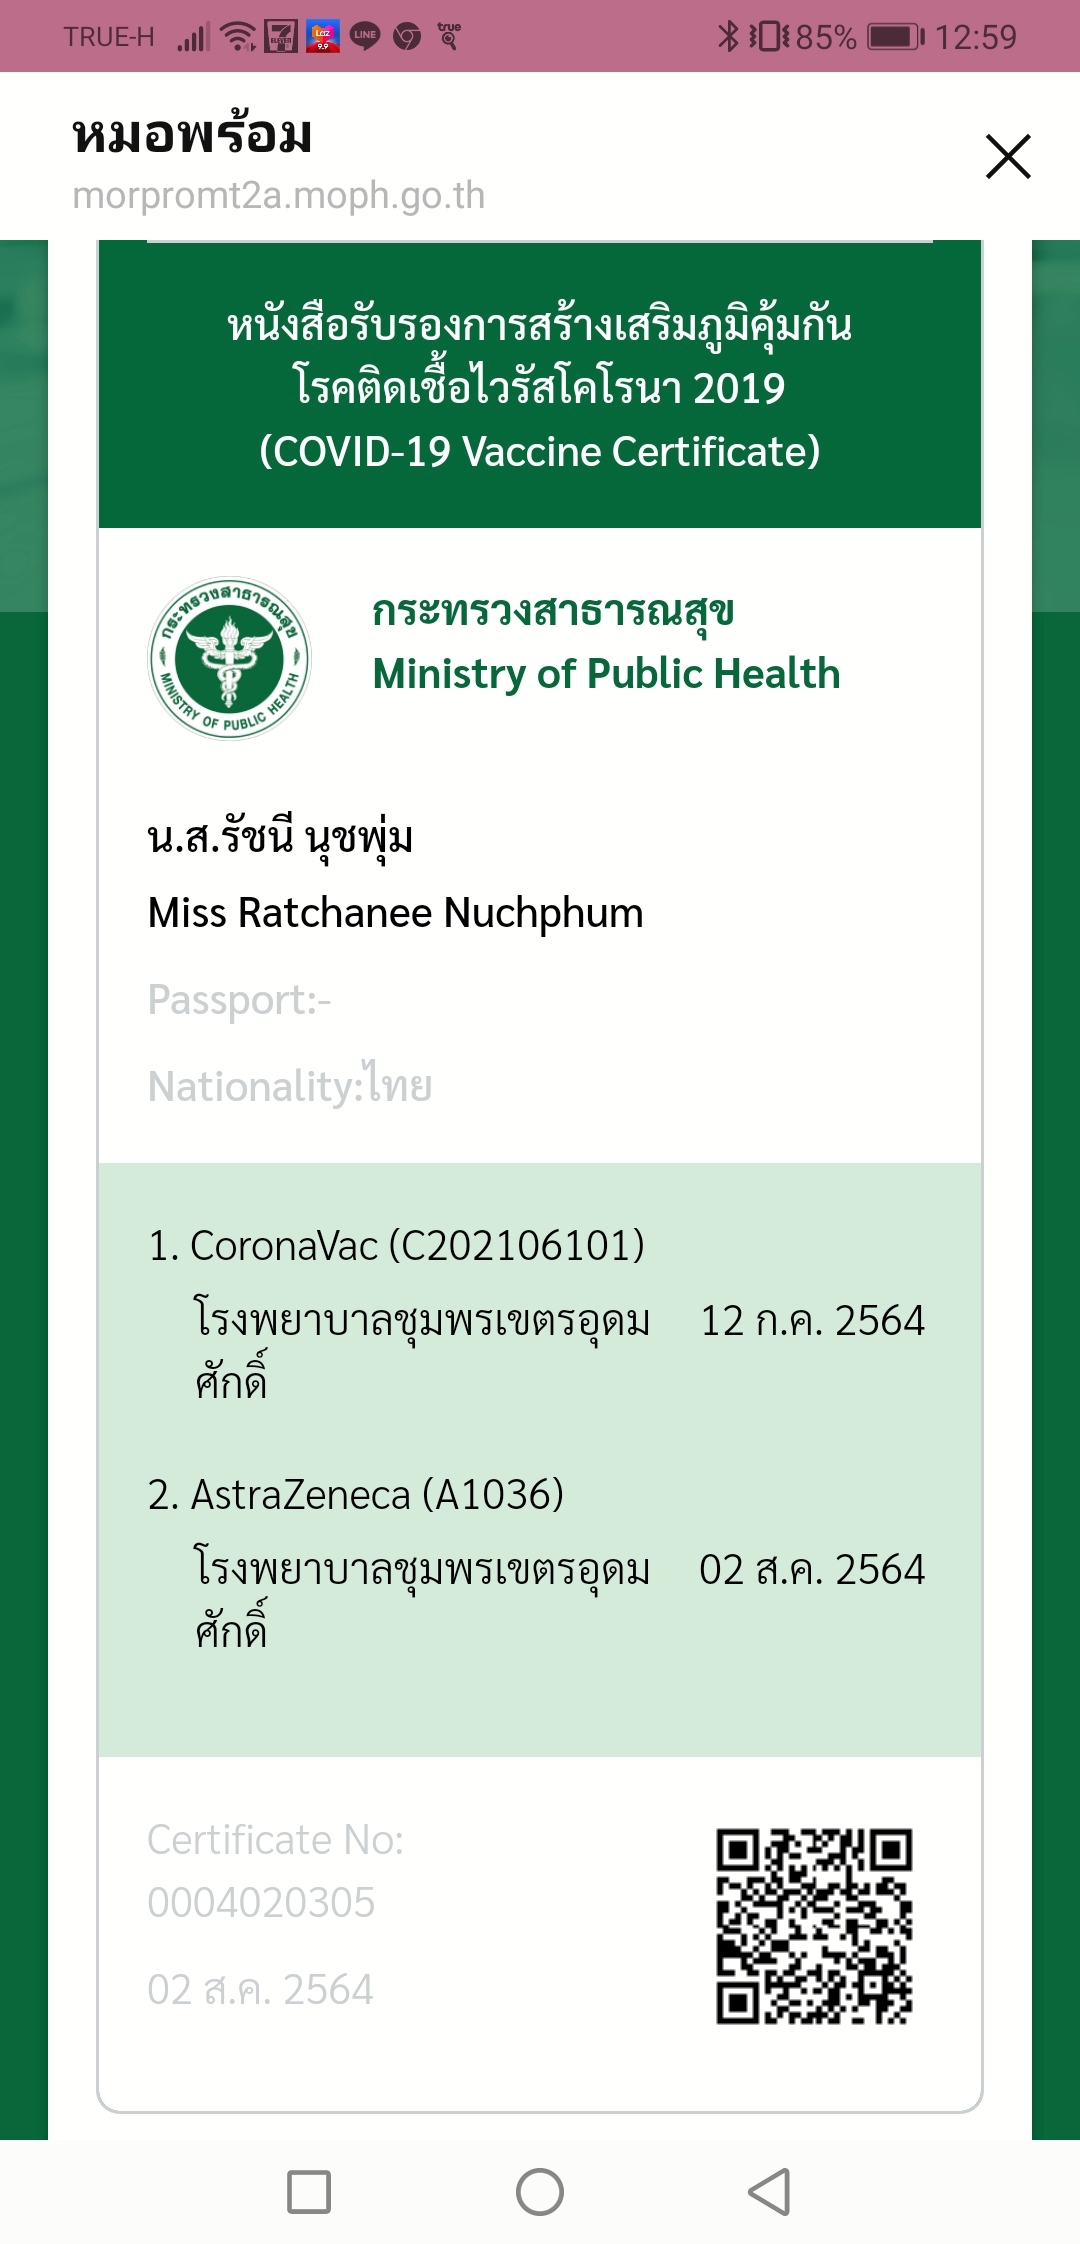 TRUE-H
7
ELEVEN
Laz
9.9
LINE
true
85%
12:59
หมอพร้อม
morpromt2a.moph.go.th
หนังสือรับรองการสร้างเสริมภูมิคุ้มกัน
โรคติดเชื้อไวรัสโคโรนา 2019
(COVID-19 Vaccine Certificate)
กระทรวงสาธารณสุข
MINISTRY OF PUBLIC HEALTH
กระทรวงสาธารณสุข
Ministry of Public Health
น.ส.รัชนี นุชพุ่ม
Miss Ratchanee Nuchphum
Passport:-
Nationality:ไทย
1. CoronaVac (C202106101)
โรงพยาบาลชุมพรเขตรอุดม 12 ก.ค. 2564
ศักดิ์
2. AstraZeneca (A1036)
โรงพยาบาลชุมพรเขตรอุดม 02 ส.ค. 2564
ศักดิ์
Certificate No:
0004020305
02 ส.ค. 2564